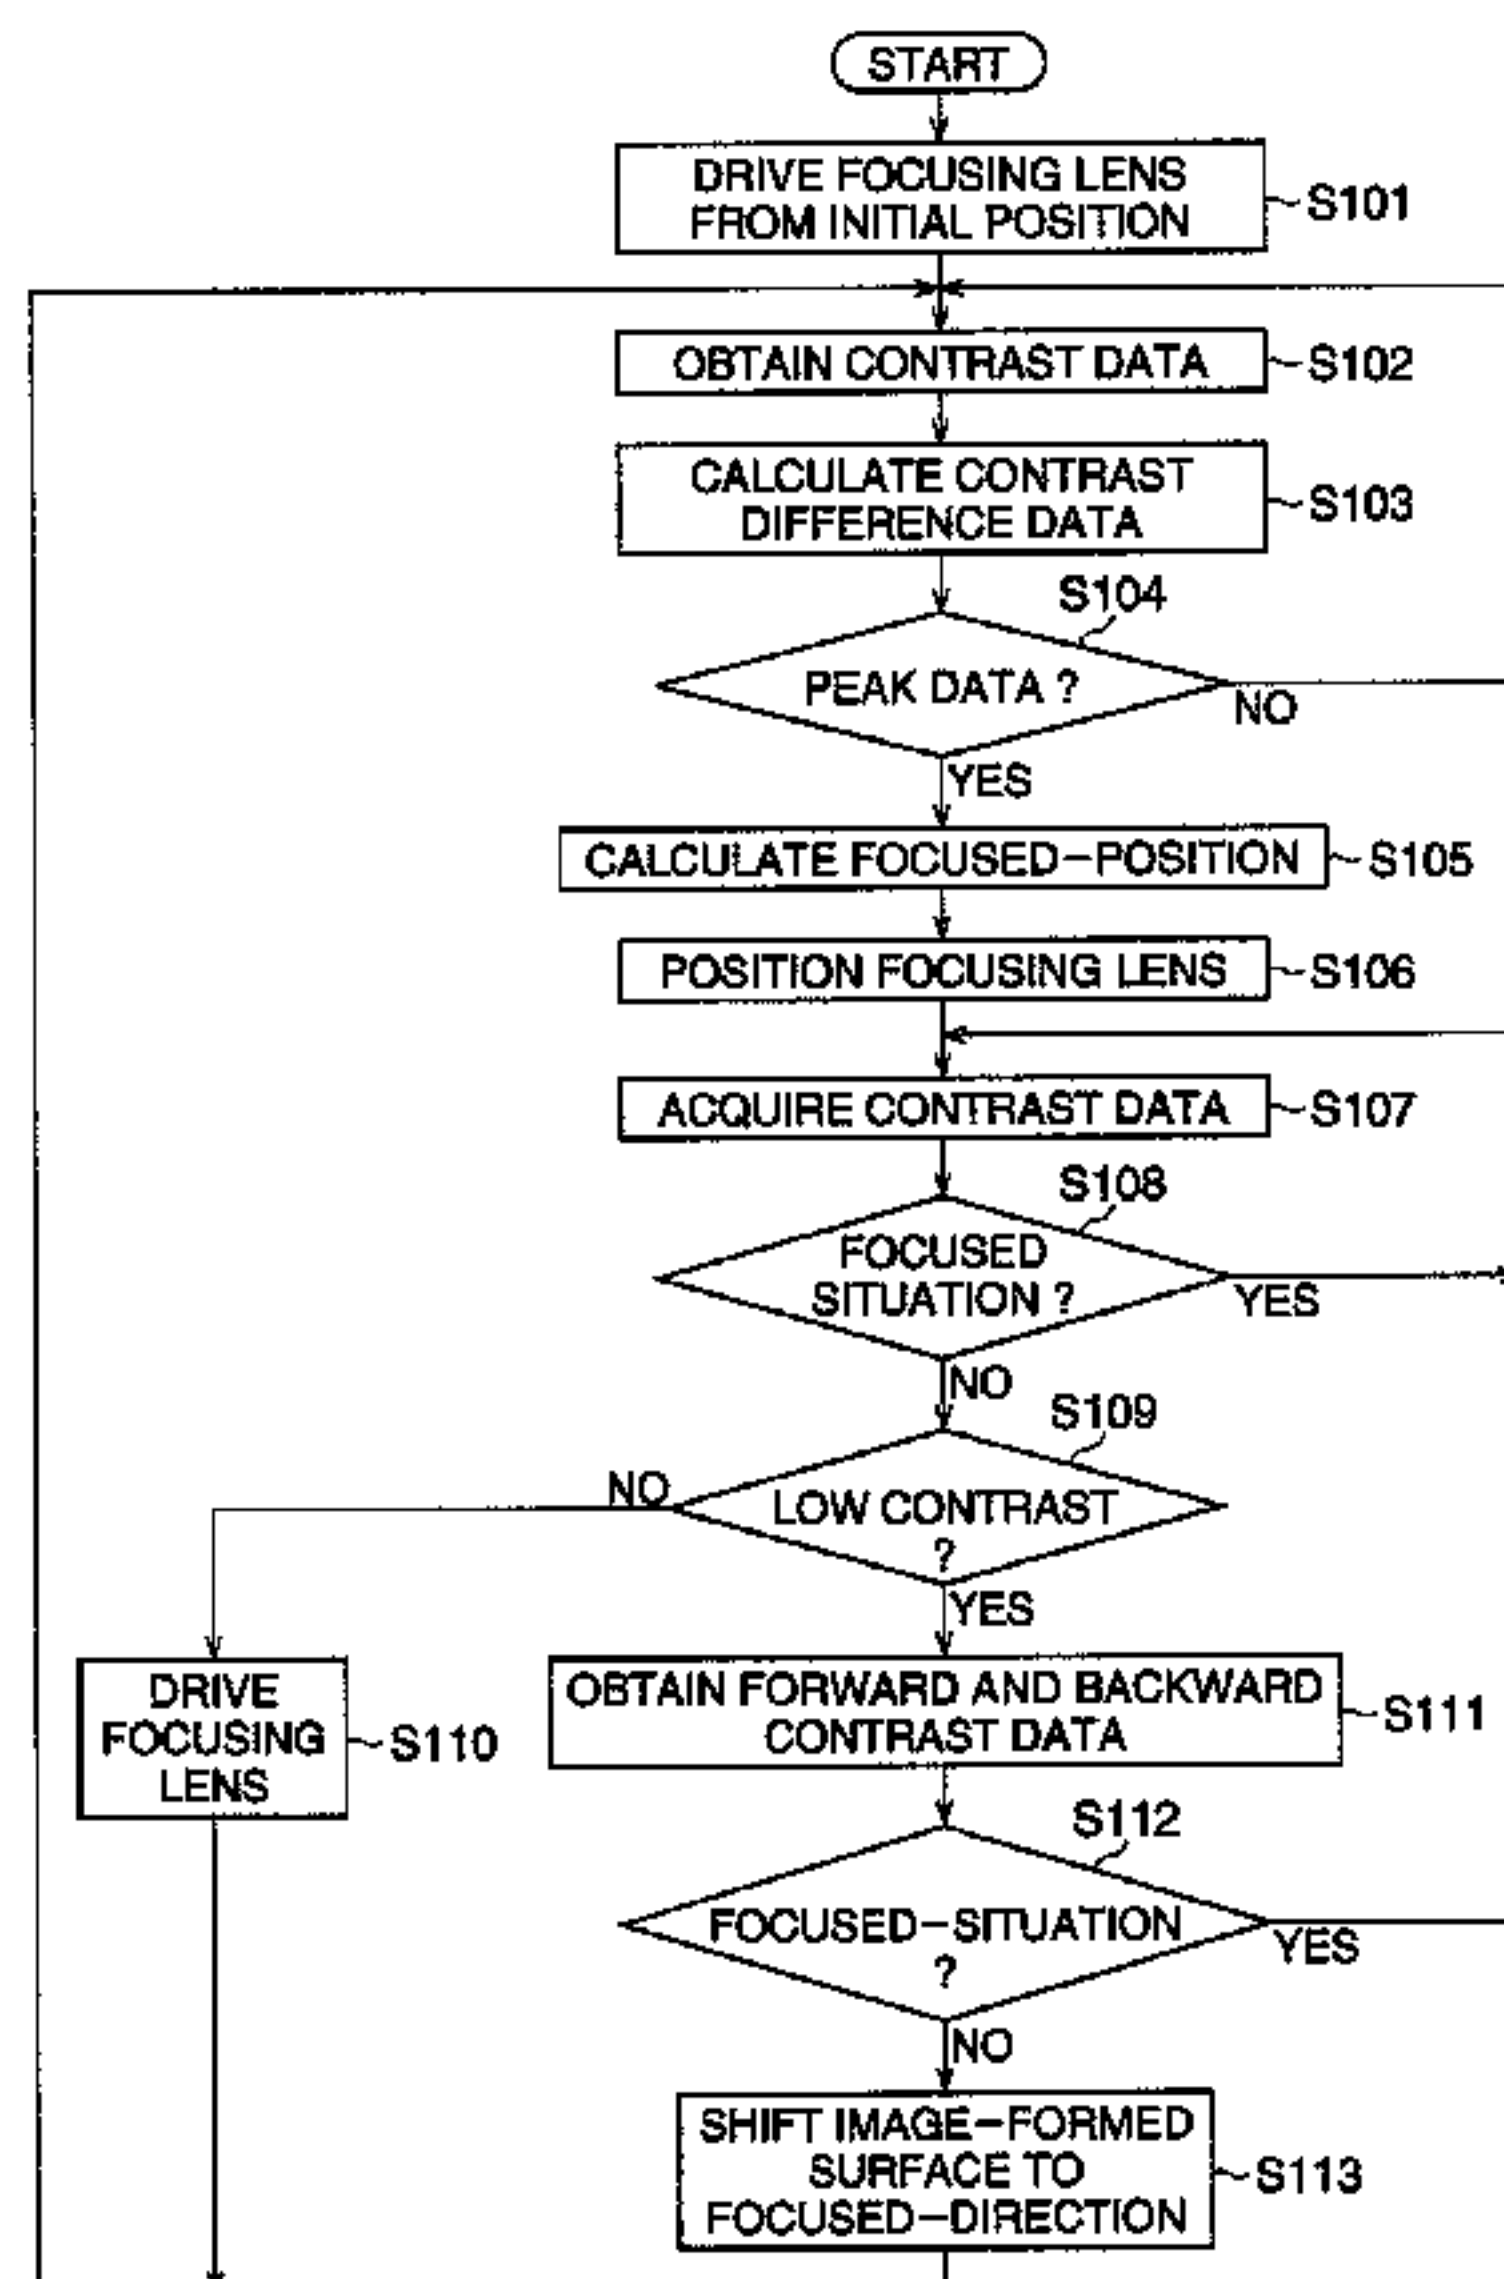 START
DRIVE FOCUSING LENS
FROM INITIAL POSITION
S101
OBTAIN CONTRAST DATA
S102
CALCULATE CONTRAST
DIFFERENCE DATA
S103
S104
PEAK DATA ?
NO
YES
CALCULATE FOCUSED-POSITION
S105
POSITION FOCUSING LENS
S106
ACQUIRE CONTRAST DATA
S107
S108
FOCUSED
SITUATION ?
YES
NO
S109
NO
LOW CONTRAST
?
YES
DRIVE
FOCUSING
LENS
S110
OBTAIN FORWARD AND BACKWARD
CONTRAST DATA
S111
S112
FOCUSED-SITUATION
?
YES
NO
SHIFT IMAGE-FORMED
SURFACE TO
FOCUSED-DIRECTION
S113